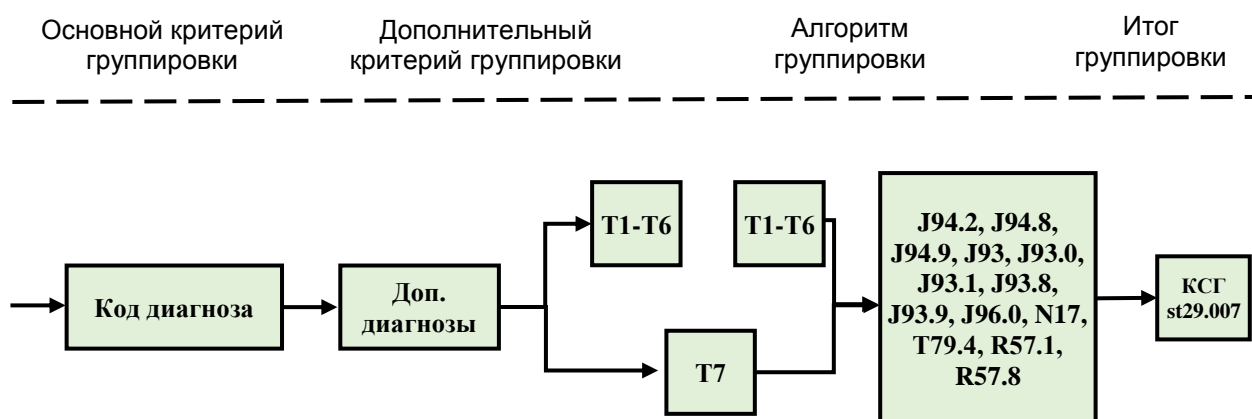 Основной критерий
группировки
Дополнительный
критерий группировки
Алгоритм
группировки
Итог
группировки
Код диагноза
Доп.
диагнозы
T1-T6
T7
T1-T6
J94.2, J94.8,
J94.9, J93, J93.0,
J93.1, J93.8,
J93.9, J96.0, N17,
T79.4, R57.1,
R57.8
КСГ
st29.007